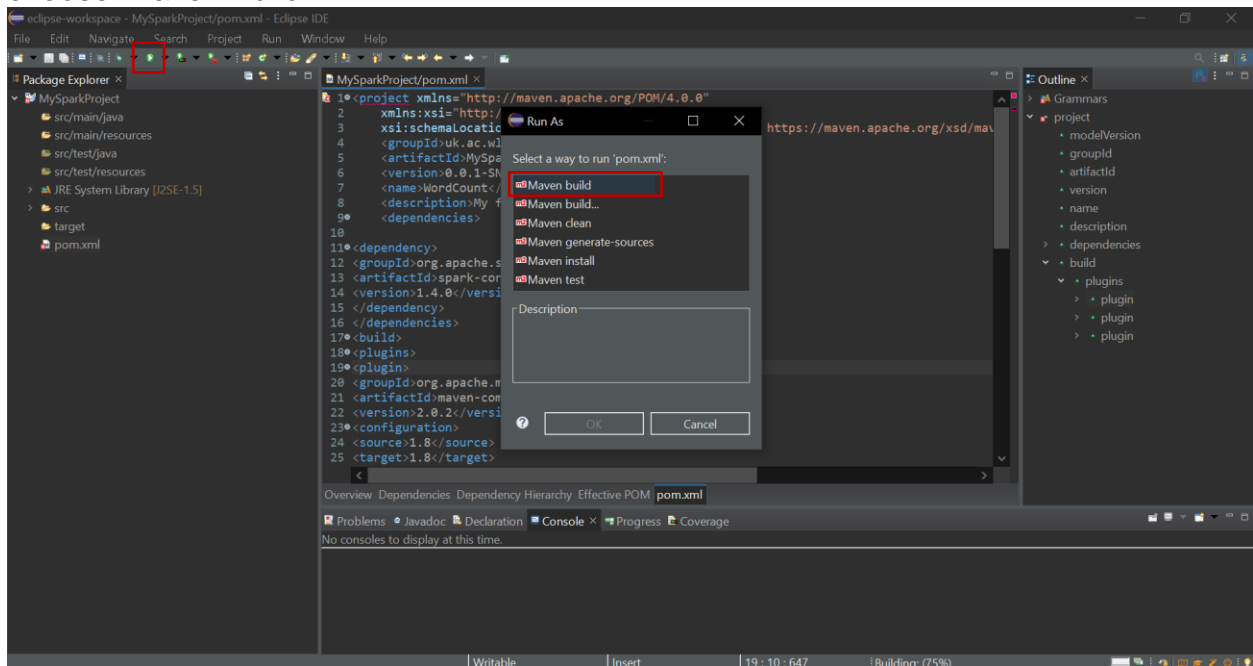 eclipse-workspace - MySparkProject/pom.xml - Eclipse IDE
File Edit Navigate Search Project Run Window Help
Package Explorer
MySparkProject
src/main/java
src/main/resources
src/test/java
src/test/resources
JRE System Library [J2SE-1.5]
src
target
pom.xml
MySparkProject/pom.xml
1 <project xmlns="http://maven.apache.org/POM/4.0.0"
2 xmlns:xsi="http:/
3 xsi:schemaLocatic https://maven.apache.org/xsd/mav
4 <groupId>uk.ac.wl
5 <artifactId>MySpa
6 <version>0.0.1-SN
7 <name>WordCount</
8 <description>My f
9 <dependencies>
10
11 <dependency>
12 <groupId>org.apache.s
13 <artifactId>spark-cor
14 <version>1.4.0</versi
15 </dependency>
16 </dependencies>
17 <build>
18 <plugins>
19 <plugin>
20 <groupId>org.apache.m
21 <artifactId>maven-com
22 <version>2.0.2</versi
23 <configuration>
24 <source>1.8</source>
25 <target>1.8</target>
Overview Dependencies Dependency Hierarchy Effective POM pom.xml
Run As
Select a way to run 'pom.xml':
Maven build
Maven build...
Maven clean
Maven generate-sources
Maven install
Maven test
Description
OK Cancel
Outline
Grammars
project
modelVersion
groupId
artifactId
version
name
description
dependencies
build
plugins
plugin
plugin
plugin
Problems Javadoc Declaration Console Progress Coverage
No consoles to display at this time.
Writable Insert 19 : 10 : 647 Building: (75%)